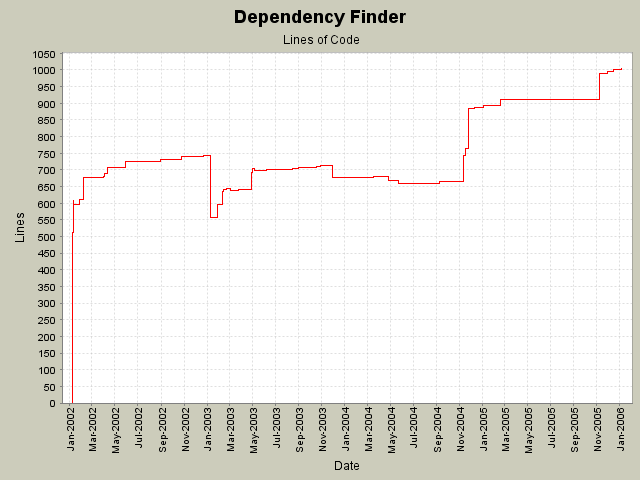 Dependency Finder
Lines of Code
1050
1000
950
900
850
800
750
700
650
600
550
500
450
400
350
300
250
200
150
100
50
0
Lines
Jan-2002
Mar-2002
May-2002
Jul-2002
Sep-2002
Nov-2002
Jan-2003
Mar-2003
May-2003
Jul-2003
Sep-2003
Nov-2003
Jan-2004
Mar-2004
May-2004
Jul-2004
Sep-2004
Nov-2004
Jan-2005
Mar-2005
May-2005
Jul-2005
Sep-2005
Nov-2005
Jan-2006
Date